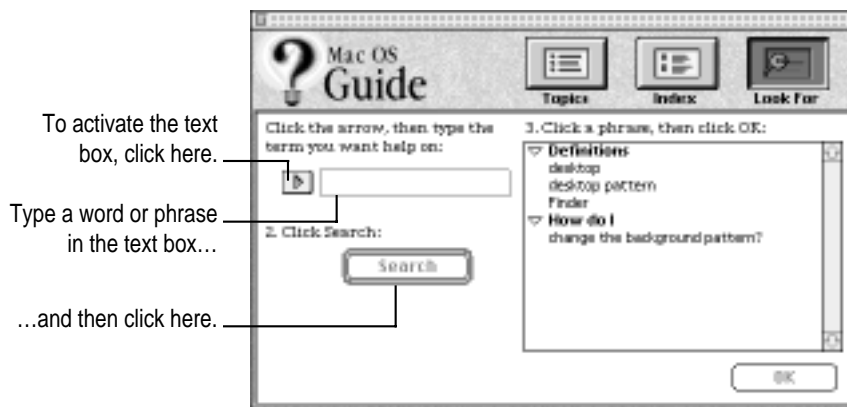 Mac OS
Guide
Topics
Index
Look For
To activate the text
box, click here.
Type a word or phrase
in the text box…
…and then click here.
Click the arrow, then type the
term you want help on:
2. Click Search:
Search
3. Click a phrase, then click OK:
Definitions
desktop
desktop pattern
Finder
How do I
change the background pattern?
OK